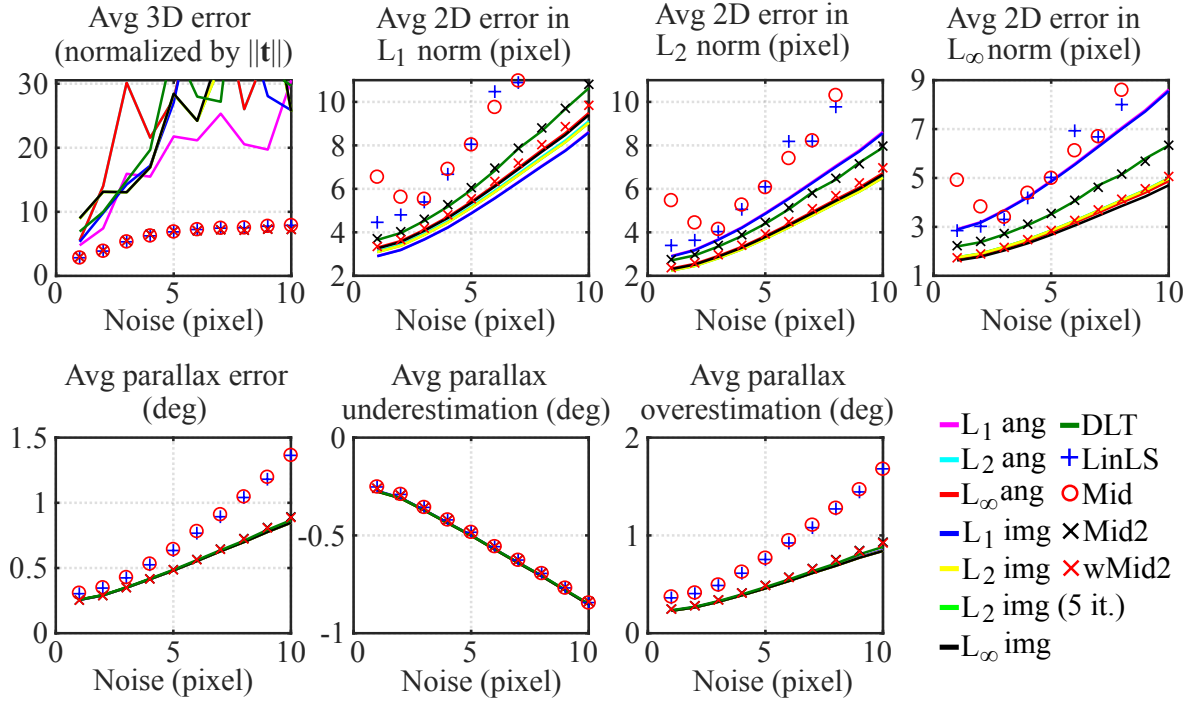 Avg 3D error
(normalized by ||t||)
30
20
10
0
0
5
10
Noise (pixel)
Avg 2D error in
L1 norm (pixel)
10
8
6
4
2
0
5
10
Noise (pixel)
Avg 2D error in
L2 norm (pixel)
10
8
6
4
2
0
5
10
Noise (pixel)
Avg 2D error in
L∞ norm (pixel)
9
7
5
3
1
0
5
10
Noise (pixel)
Avg parallax error
(deg)
1.5
1
0.5
0
0
5
10
Noise (pixel)
Avg parallax
underestimation (deg)
0
-0.5
-1
0
5
10
Noise (pixel)
Avg parallax
overestimation (deg)
2
1
0
0
5
10
Noise (pixel)
L1 ang
L2 ang
L∞ ang
L1 img
L2 img
L2 img (5 it.)
L∞ img
DLT
LinLS
Mid
Mid2
wMid2